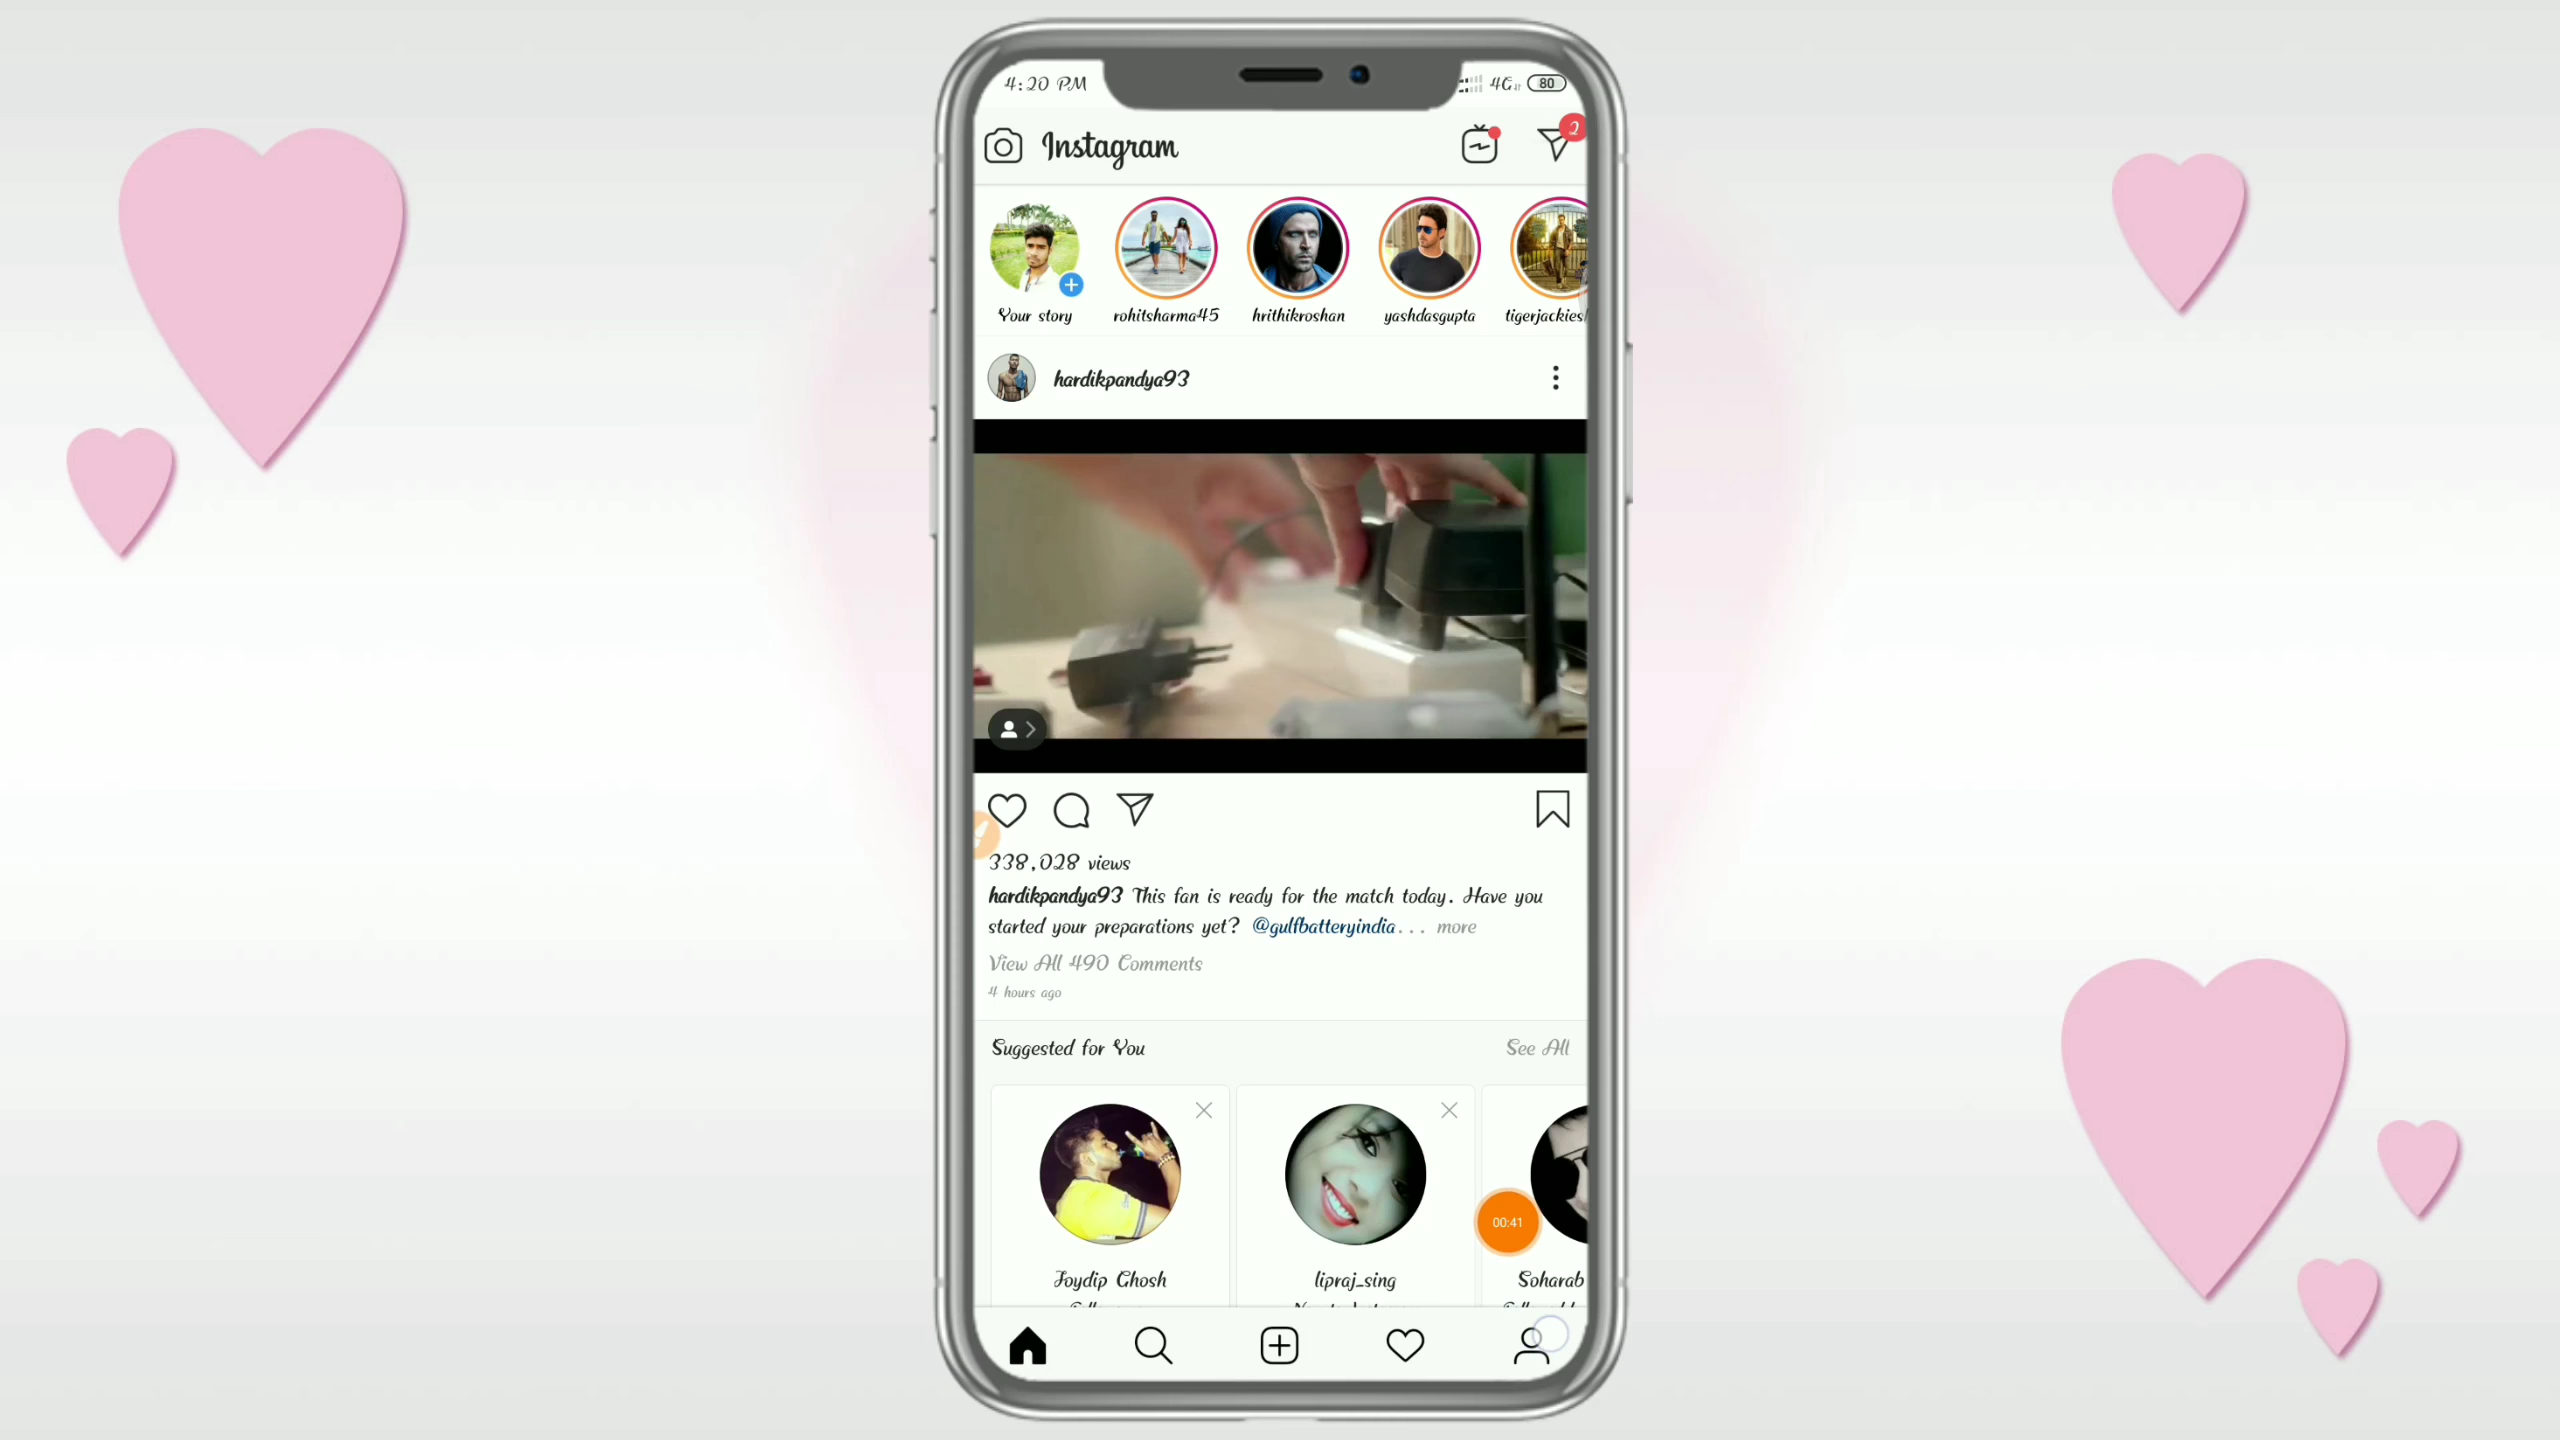 4:20 PM 4G 80
Instagram 2
Your story rohitsharma45 hrithikroshan yashdasgupta
hardikpandya93
338,028 views
hardikpandya93 This fan is ready for the match today. Have you
started your preparations yet? @gulfbatteryindia... more
View All 490 Comments
4 hours ago
Suggested for You See All
00:41
Joydip Ghosh lipraj_sing Soharab